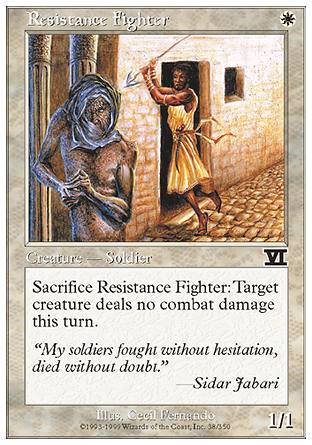 Resistance Fighter
Creature — Soldier
VI
Sacrifice Resistance Fighter: Target
creature deals no combat damage
this turn.
“My soldiers fought without hesitation,
died without doubt.”
—Sidar Jabari
Illus. Cecil Fernando
©1993-1999 Wizards of the Coast, Inc. 38/350
1/1